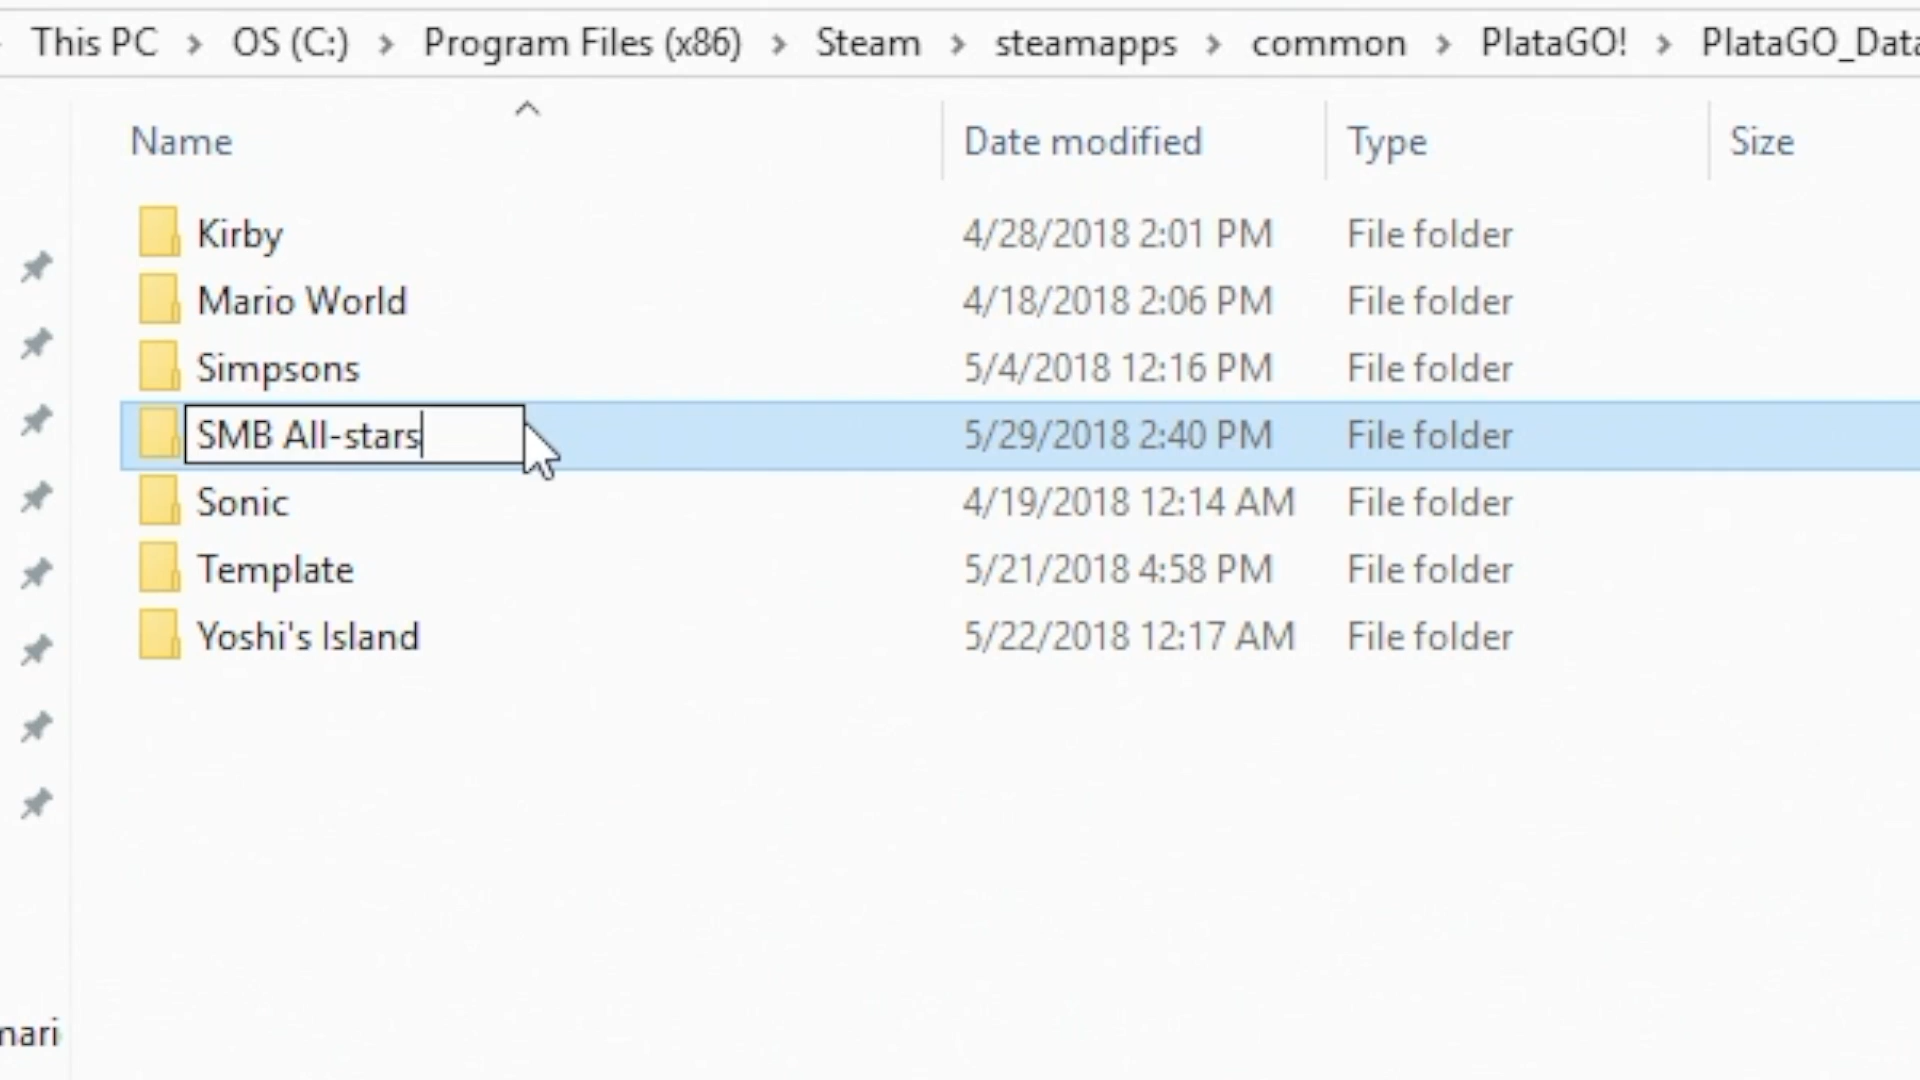 This PC > OS (C:) > Program Files (x86) > Steam > steamapps > common > PlataGO! > PlataGO_Data
Name Date modified Type Size
Kirby 4/28/2018 2:01 PM File folder
Mario World 4/18/2018 2:06 PM File folder
Simpsons 5/4/2018 12:16 PM File folder
SMB All-stars 5/29/2018 2:40 PM File folder
Sonic 4/19/2018 12:14 AM File folder
Template 5/21/2018 4:58 PM File folder
Yoshi's Island 5/22/2018 12:17 AM File folder